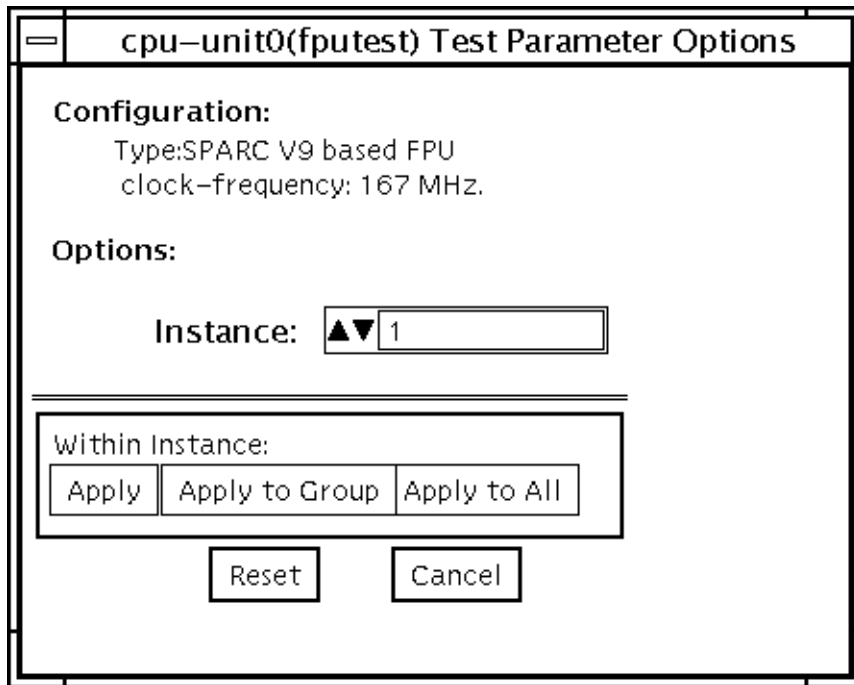 cpu–unit0(fputest) Test Parameter Options
Configuration:
Type:SPARC V9 based FPU
clock–frequency: 167 MHz.
Options:
Instance: ▲▼ 1
Within Instance:
Apply Apply to Group Apply to All
Reset Cancel